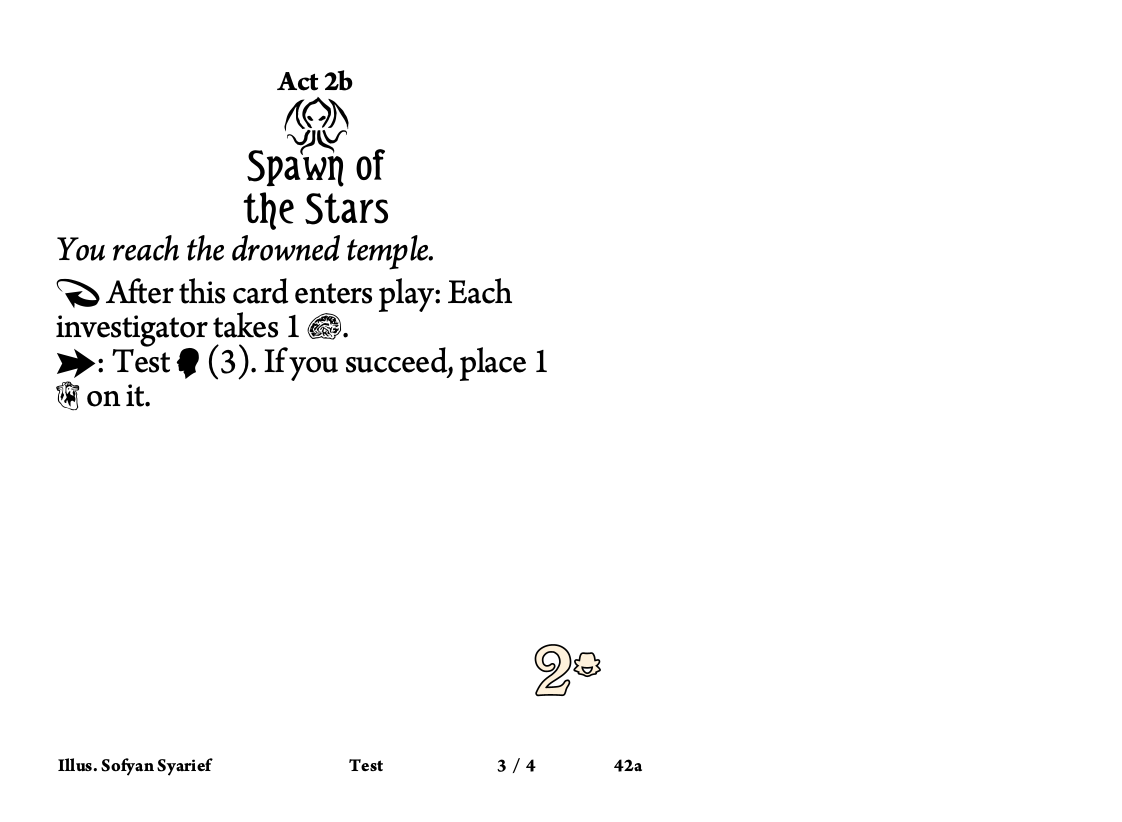 Act 2b
Spawn of
the Stars
You reach the drowned temple.
After this card enters play: Each
investigator takes 1 .
: Test (3). If you succeed, place 1
on it.
2
Illus. Sofyan Syarief Test 3 / 4 42a